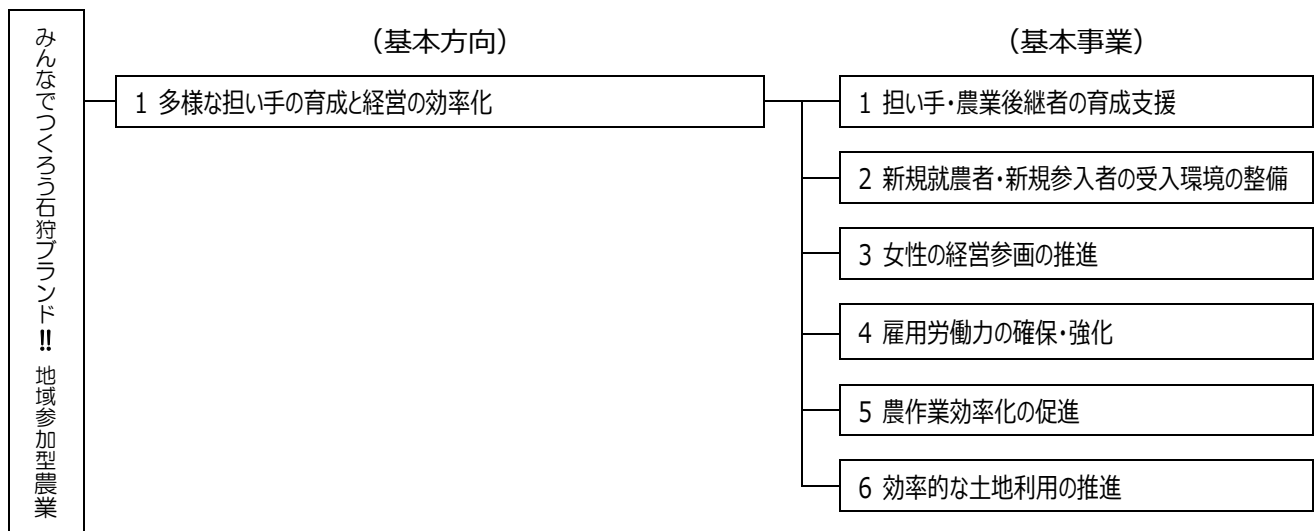 みんなでつくろう石狩ブランド!! 地域参加型農業
（基本方向）
1 多様な担い手の育成と経営の効率化
（基本事業）
1 担い手・農業後継者の育成支援
2 新規就農者・新規参入者の受入環境の整備
3 女性の経営参画の推進
4 雇用労働力の確保・強化
5 農作業効率化の促進
6 効率的な土地利用の推進